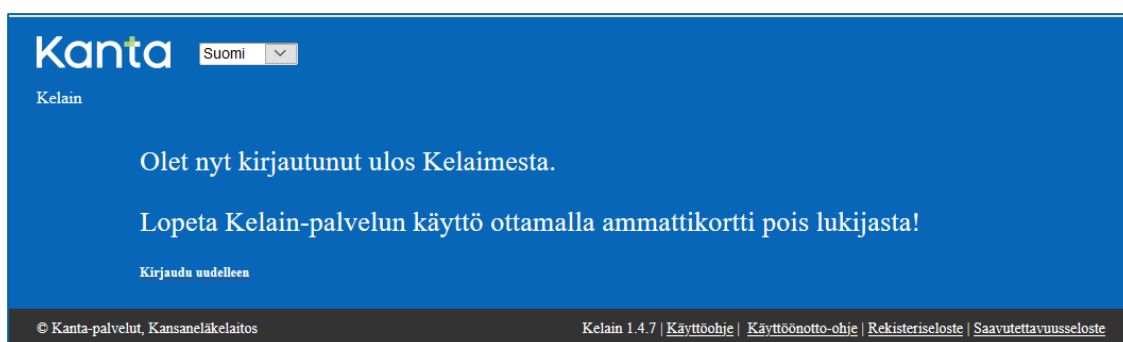 Kanta Suomi
Kelain
Olet nyt kirjautunut ulos Kelaimesta.
Lopeta Kelain-palvelun käyttö ottamalla ammattikortti pois lukijasta!
Kirjaudu uudelleen
© Kanta-palvelut, Kansaneläkelaitos Kelain 1.4.7 | Käyttöohje | Käyttöönotto-ohje | Rekisteriseloste | Saavutettavuusseloste